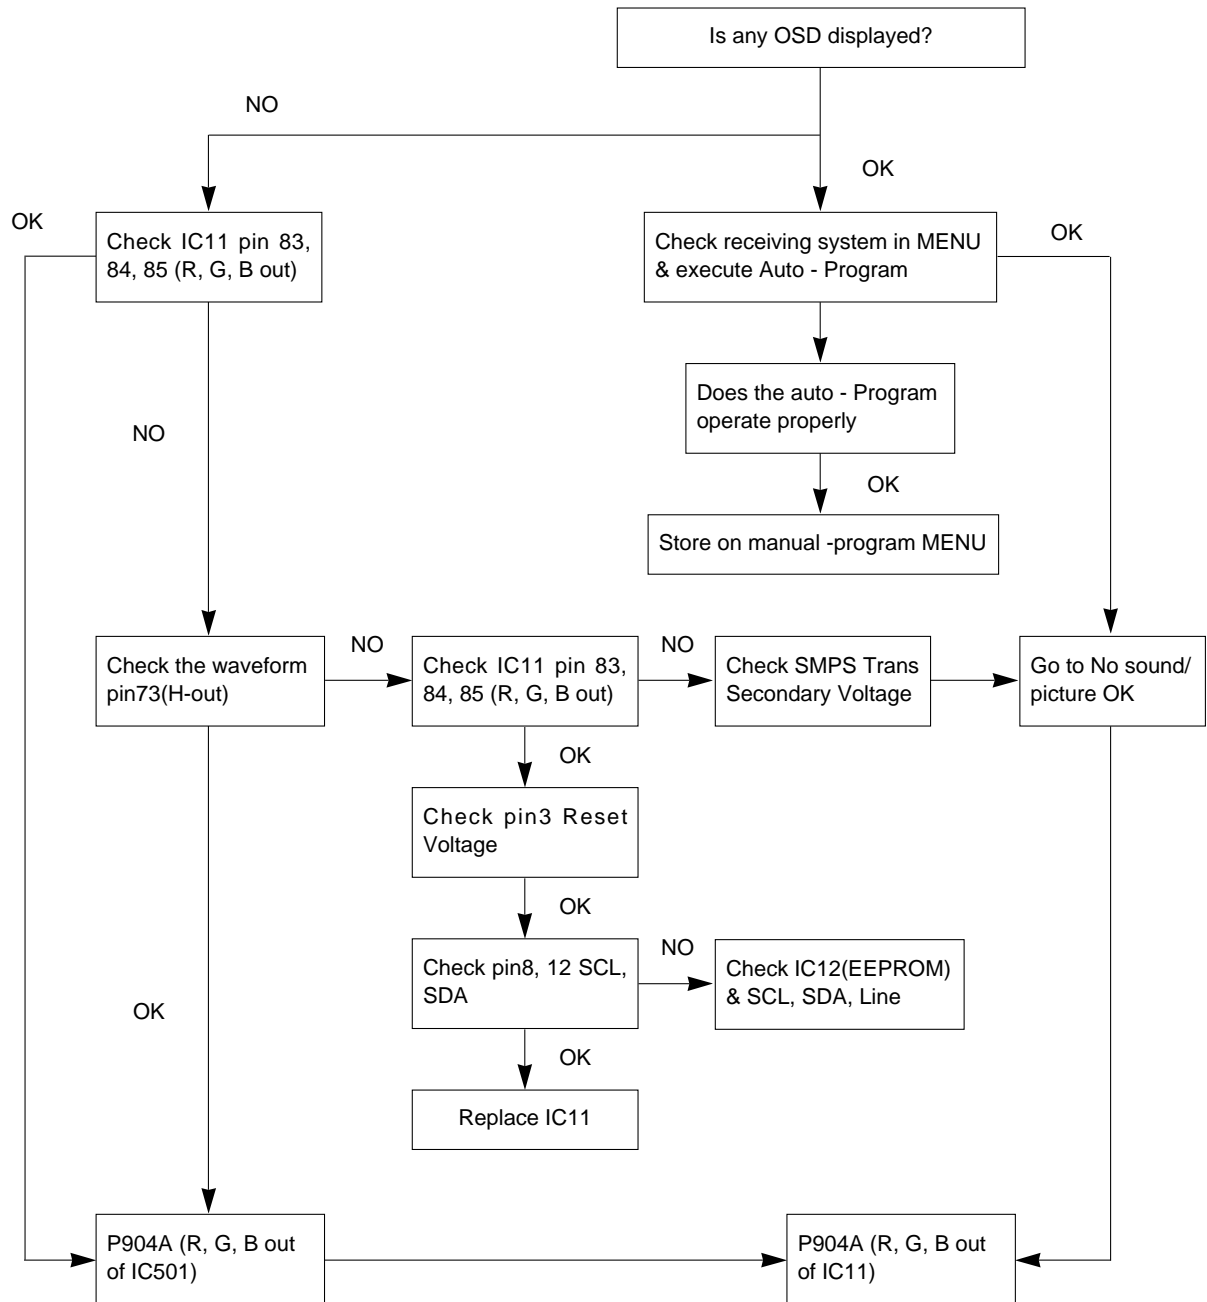 Is any OSD displayed?
NO
OK
OK
Check IC11 pin 83,
84, 85 (R, G, B out)
Check receiving system in MENU
& execute Auto - Program
OK
Does the auto - Program
operate properly
NO
OK
Store on manual -program MENU
Check the waveform
pin73(H-out)
NO
Check IC11 pin 83,
84, 85 (R, G, B out)
NO
Check SMPS Trans
Secondary Voltage
Go to No sound/
picture OK
OK
Check pin3 Reset
Voltage
OK
Check pin8, 12 SCL,
SDA
NO
Check IC12(EEPROM)
& SCL, SDA, Line
OK
OK
Replace IC11
P904A (R, G, B out
of IC501)
P904A (R, G, B out
of IC11)